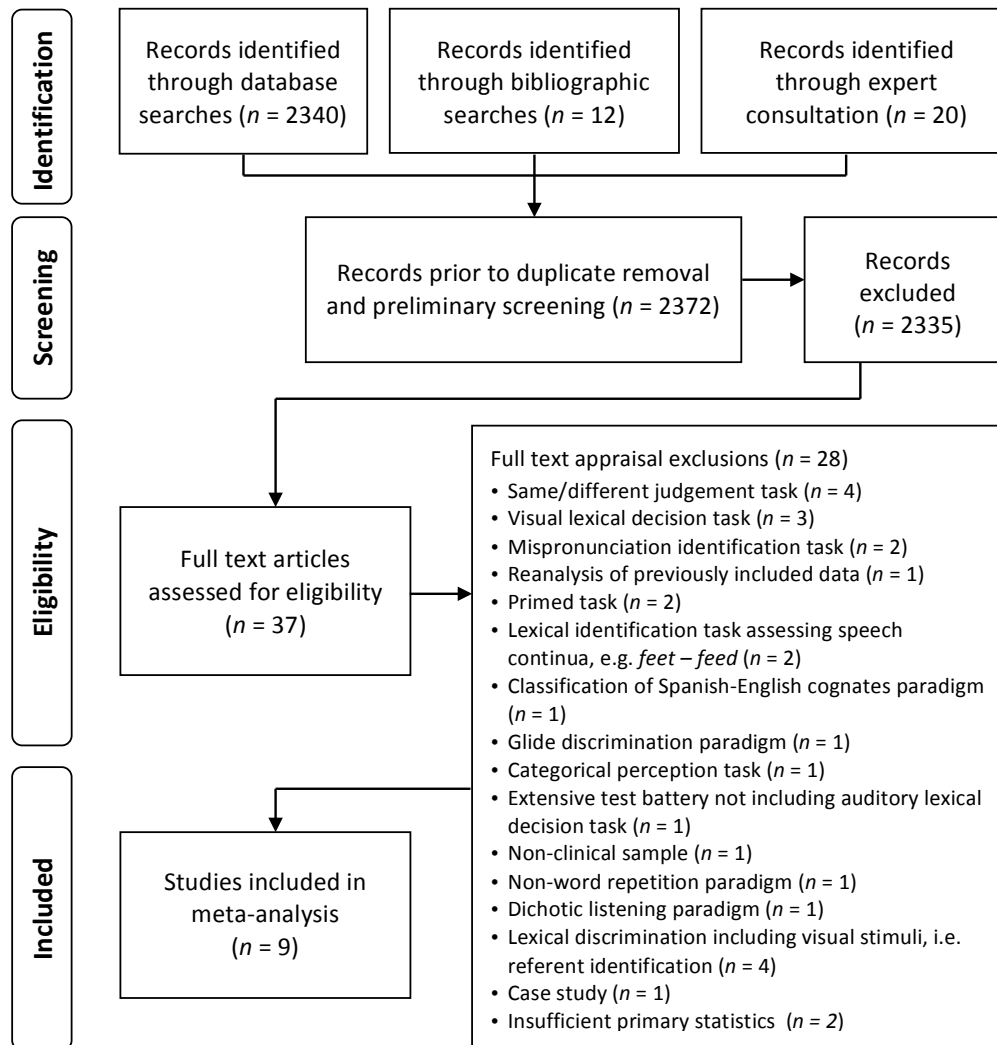 Identification
Records identified
through database
searches (n = 2340)
Records identified
through bibliographic
searches (n = 12)
Records identified
through expert
consultation (n = 20)
Screening
Records prior to duplicate removal
and preliminary screening (n = 2372)
Records
excluded
(n = 2335)
Eligibility
Full text articles
assessed for eligibility
(n = 37)
Full text appraisal exclusions (n = 28)
• Same/different judgement task (n = 4)
• Visual lexical decision task (n = 3)
• Mispronunciation identification task (n = 2)
• Reanalysis of previously included data (n = 1)
• Primed task (n = 2)
• Lexical identification task assessing speech
continua, e.g. feet – feed (n = 2)
• Classification of Spanish-English cognates paradigm
(n = 1)
• Glide discrimination paradigm (n = 1)
• Categorical perception task (n = 1)
• Extensive test battery not including auditory lexical
decision task (n = 1)
• Non-clinical sample (n = 1)
• Non-word repetition paradigm (n = 1)
• Dichotic listening paradigm (n = 1)
• Lexical discrimination including visual stimuli, i.e.
referent identification (n = 4)
• Case study (n = 1)
• Insufficient primary statistics (n = 2)
Included
Studies included in
meta-analysis
(n = 9)